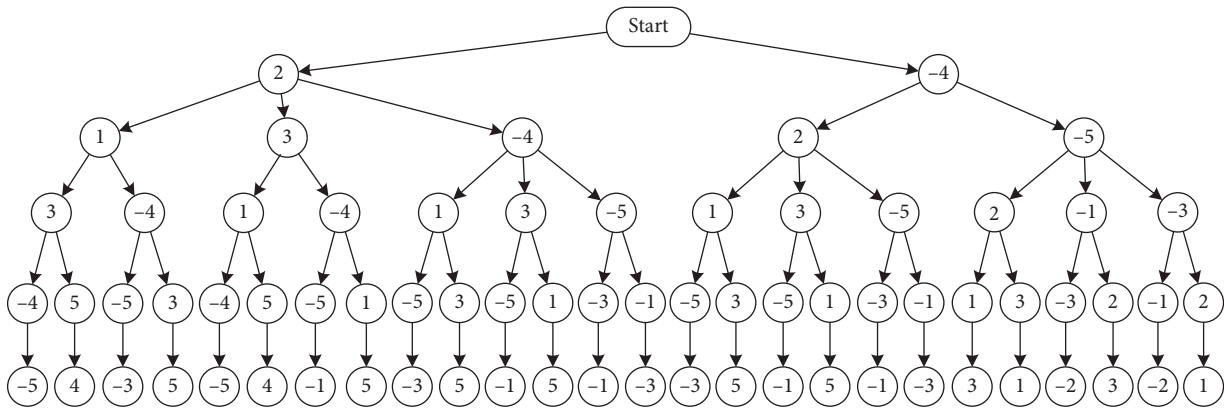 Start
2 –4
1 3 –4 2 –5
3 –4 1 –4 1 3 –5 1 3 –5 2 –1 –3
–4 5 –5 3 –4 5 –5 1 –5 3 –5 1 –3 –1 –5 3 –5 1 –3 –1 1 3 –3 2 –1 2
–5 4 –3 5 –5 4 –1 5 –3 5 –1 5 –1 –3 –3 5 –1 5 –1 –3 3 1 –2 3 –2 1